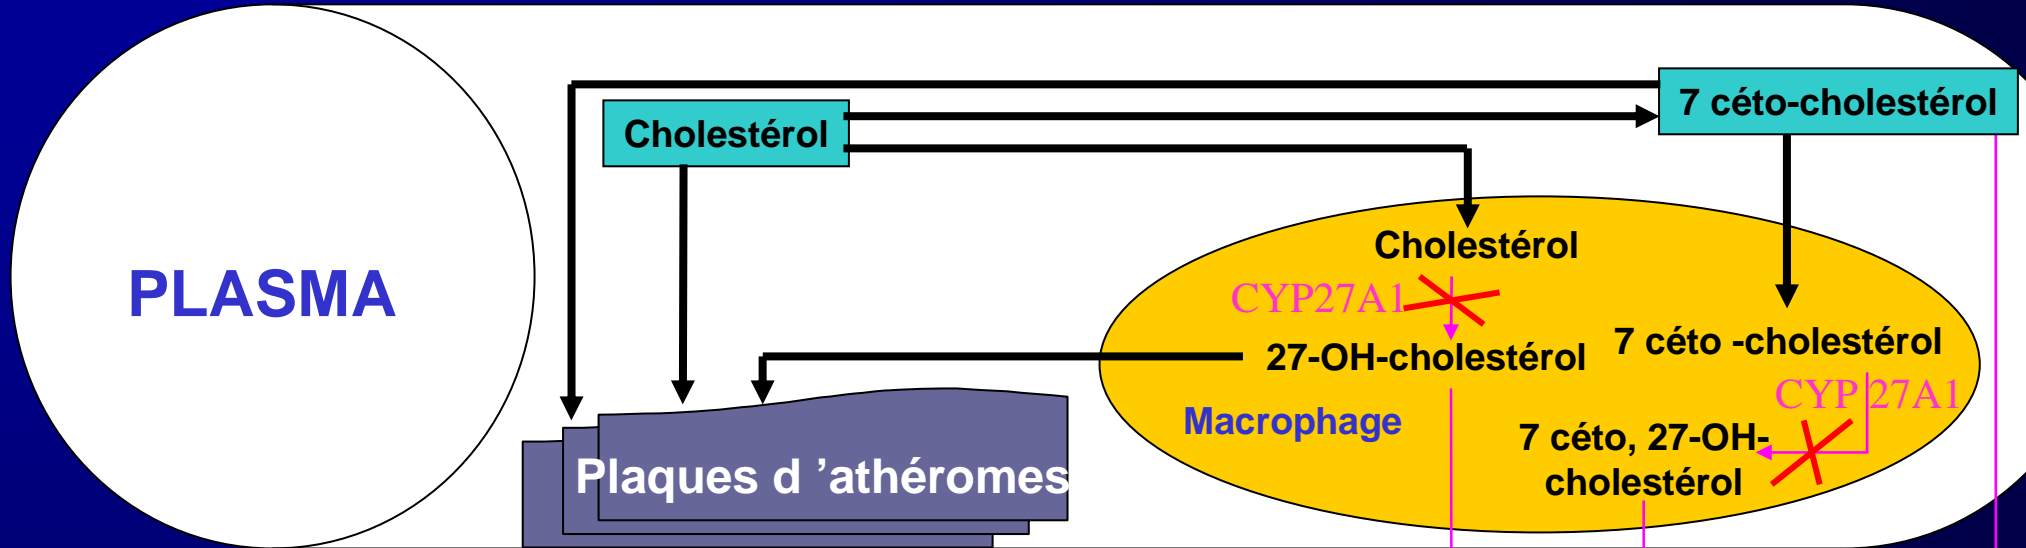 7 céto-cholestérol
Cholestérol
PLASMA
Cholestérol
CYP27A1
27-OH-cholestérol
7 céto -cholestérol
CYP 27A1
Macrophage
7 céto, 27-OH-
cholestérol
Plaques d ’athéromes